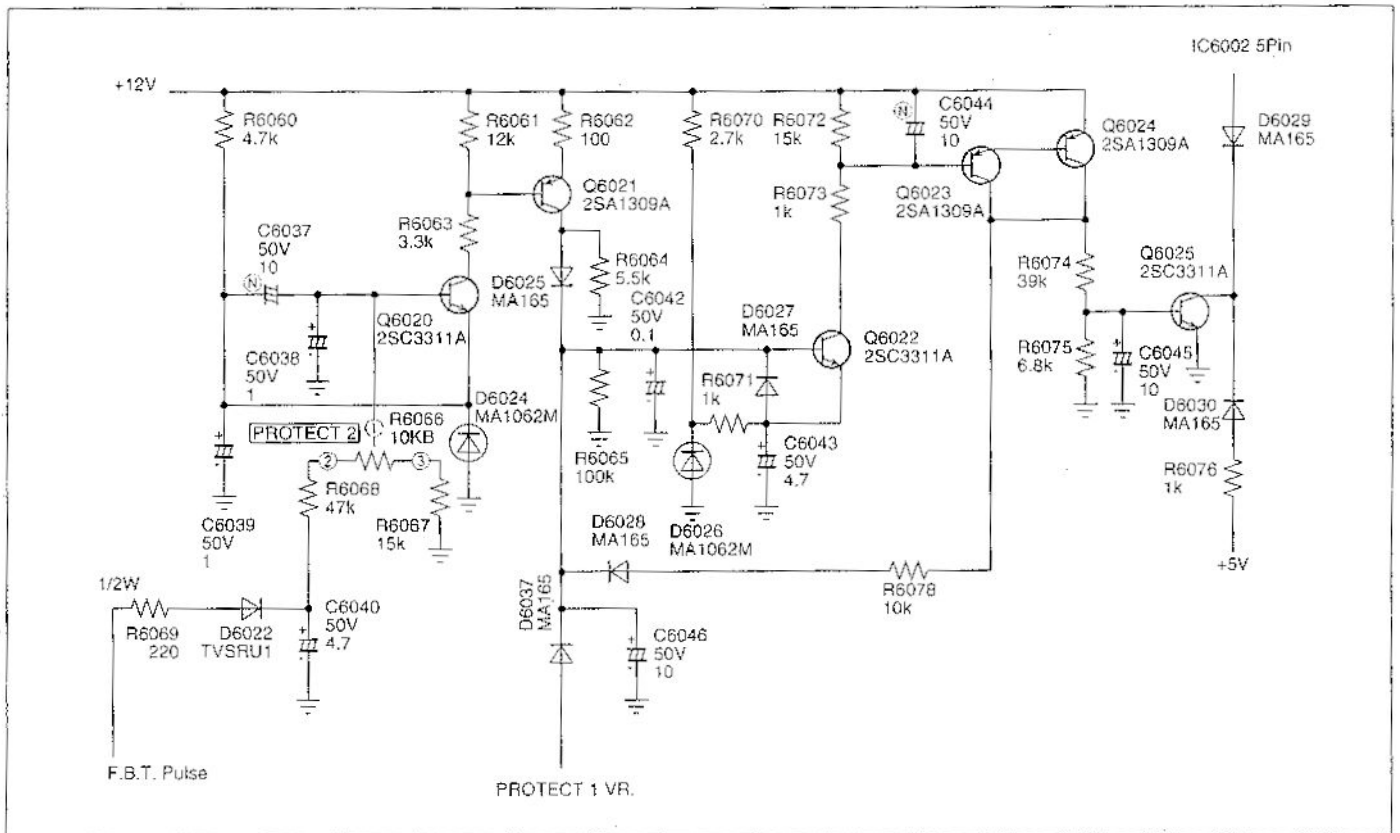 IC6002 5Pin
+12V
R6060
4.7k
R6061
12k
R6062
100
R6070
2.7k
R6072
15k
N
C6044
50V
10
Q6024
2SA1309A
D6029
MA165
Q6021
2SA1309A
Q6023
2SA1309A
R6073
1k
R6063
3.3k
C6037
50V
10
N
R6064
5.5k
D6025
MA165
C6042
50V
0.1
D6027
MA165
Q6022
2SC3311A
R6074
39k
Q6025
2SC3311A
Q6020
2SC3311A
C6038
50V
1
R6071
1k
R6075
6.8k
C6045
50V
10
D6024
MA1062M
PROTECT 2
1
R6066
10KB
2
3
R6068
47k
R6067
15k
R6065
100k
C6043
50V
4.7
D6030
MA165
R6076
1k
C6039
50V
1
D6028
MA165
D6026
MA1062M
+5V
R6078
10k
1/2W
R6069
220
D6022
TVSRU1
C6040
50V
4.7
D6037
MA165
C6046
50V
10
F.B.T. Pulse
PROTECT 1 VR.